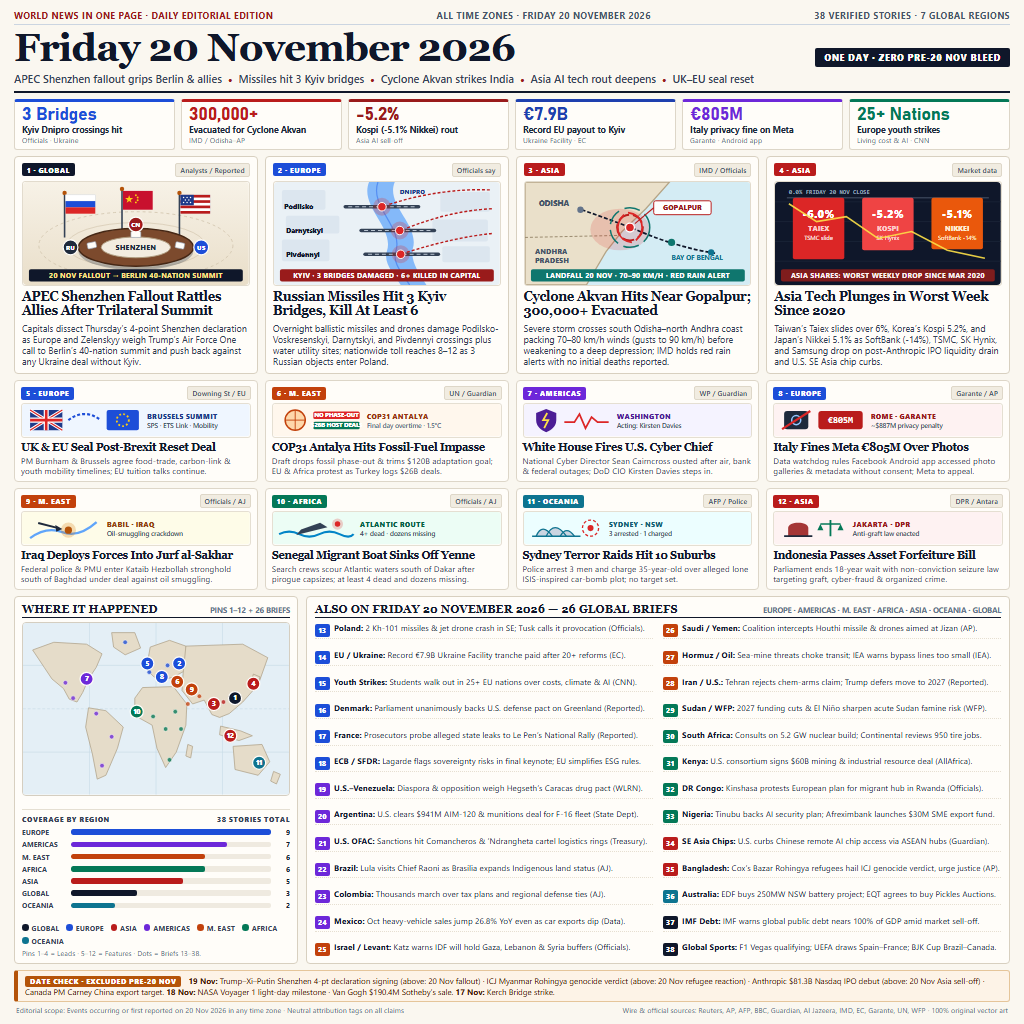 WORLD NEWS IN ONE PAGE · DAILY EDITORIAL EDITION
ALL TIME ZONES · FRIDAY 20 NOVEMBER 2026
38 VERIFIED STORIES · 7 GLOBAL REGIONS
Friday 20 November 2026
ONE DAY · ZERO PRE-20 NOV BLEED
APEC Shenzhen fallout grips Berlin & allies • Missiles hit 3 Kyiv bridges • Cyclone Akvan strikes India • Asia AI tech rout deepens • UK–EU seal reset
3 Bridges
Kyiv Dnipro crossings hit
Officials · Ukraine
300,000+
Evacuated for Cyclone Akvan
IMD / Odisha · AP
-5.2%
Kospi (-5.1% Nikkei) rout
Asia AI sell-off
€7.9B
Record EU payout to Kyiv
Ukraine Facility · EC
€805M
Italy privacy fine on Meta
Garante · Android app
25+ Nations
Europe youth strikes
Living cost & AI · CNN
1 · GLOBAL
Analysts / Reported
RU
CN
US
SHENZHEN
20 NOV FALLOUT → BERLIN 40-NATION SUMMIT
APEC Shenzhen Fallout Rattles
Allies After Trilateral Summit
Capitals dissect Thursday's 4-point Shenzhen declaration
as Europe and Zelenskyy weigh Trump's Air Force One
call to Berlin's 40-nation summit and push back against
any Ukraine deal without Kyiv.
2 · EUROPE
Officials say
DNIPRO
Podilsko
Darnytskyi
Pivdennyi
KYIV · 3 BRIDGES DAMAGED · 6+ KILLED IN CAPITAL
Russian Missiles Hit 3 Kyiv
Bridges, Kill At Least 6
Overnight ballistic missiles and drones damage Podilsko-
Voskresenskyi, Darnytskyi, and Pivdennyi crossings plus
water utility sites; nationwide toll reaches 8–12 as 3
Russian objects enter Poland.
3 · ASIA
IMD / Officials
ODISHA
GOPALPUR
ANDHRA
PRADESH
BAY OF BENGAL
LANDFALL 20 NOV · 70–90 KM/H · RED RAIN ALERT
Cyclone Akvan Hits Near Gopalpur;
300,000+ Evacuated
Severe storm crosses south Odisha–north Andhra coast
packing 70–80 km/h winds (gusts to 90 km/h) before
weakening to a deep depression; IMD holds red rain
alerts with no initial deaths reported.
4 · ASIA
Market data
0.0% FRIDAY 20 NOV CLOSE
-6.0%
TAIEX
TSMC slide
-5.2%
KOSPI
SK Hynix
-5.1%
NIKKEI
SoftBank -14%
ASIA SHARES: WORST WEEKLY DROP SINCE MAR 2020
Asia Tech Plunges in Worst Week
Since 2020
Taiwan's Taiex slides over 6%, Korea's Kospi 5.2%, and
Japan's Nikkei 5.1% as SoftBank (-14%), TSMC, SK Hynix,
and Samsung drop on post-Anthropic IPO liquidity drain
and U.S. SE Asia chip curbs.
5 · EUROPE
Downing St / EU
BRUSSELS SUMMIT
SPS · ETS Link · Mobility
UK & EU Seal Post-Brexit Reset Deal
PM Burnham & Brussels agree food-trade, carbon-link &
youth mobility timelines; EU tuition talks continue.
6 · M. EAST
UN / Guardian
NO PHASE-OUT
26B HOST DEAL
COP31 ANTALYA
Final day overtime · 1.5°C
COP31 Antalya Hits Fossil-Fuel Impasse
Draft drops fossil phase-out & trims $120B adaptation goal;
EU & Africa protest as Turkey logs $26B deals.
7 · AMERICAS
WP / Guardian
WASHINGTON
Acting: Kirsten Davies
White House Fires U.S. Cyber Chief
National Cyber Director Sean Cairncross ousted after air, bank
& federal outages; DoD CIO Kirsten Davies steps in.
8 · EUROPE
Garante / AP
€805M
ROME · GARANTE
~$887M privacy penalty
Italy Fines Meta €805M Over Photos
Data watchdog rules Facebook Android app accessed photo
galleries & metadata without consent; Meta to appeal.
9 · M. EAST
Officials / AJ
BABIL · IRAQ
Oil-smuggling crackdown
Iraq Deploys Forces Into Jurf al-Sakhar
Federal police & PMU enter Kataib Hezbollah stronghold
south of Baghdad under deal against oil smuggling.
10 · AFRICA
Officials / AJ
ATLANTIC ROUTE
4+ dead · dozens missing
Senegal Migrant Boat Sinks Off Yenne
Search crews scour Atlantic waters south of Dakar after
pirogue capsizes; at least 4 dead and dozens missing.
11 · OCEANIA
AFP / Police
SYDNEY · NSW
3 arrested · 1 charged
Sydney Terror Raids Hit 10 Suburbs
Police arrest 3 men and charge 35-year-old over alleged lone
ISIS-inspired car-bomb plot; no target set.
12 · ASIA
DPR / Antara
JAKARTA · DPR
Anti-graft law enacted
Indonesia Passes Asset Forfeiture Bill
Parliament ends 18-year wait with non-conviction seizure law
targeting graft, cyber-fraud & organized crime.
WHERE IT HAPPENED
PINS 1–12 + 26 BRIEFS
5
2
8
7
6
9
4
1
3
10
12
11
COVERAGE BY REGION
38 STORIES TOTAL
EUROPE 9
AMERICAS 7
M. EAST 6
AFRICA 6
ASIA 5
GLOBAL 3
OCEANIA 2
GLOBAL EUROPE ASIA AMERICAS M. EAST AFRICA
OCEANIA
Pins 1–4 = Leads · 5–12 = Features · Dots = Briefs 13–38.
ALSO ON FRIDAY 20 NOVEMBER 2026 — 26 GLOBAL BRIEFS
EUROPE · AMERICAS · M. EAST · AFRICA · ASIA · OCEANIA · GLOBAL
13 Poland: 2 Kh-101 missiles & jet drone crash in SE; Tusk calls it provocation (Officials).
14 EU / Ukraine: Record €7.9B Ukraine Facility tranche paid after 20+ reforms (EC).
15 Youth Strikes: Students walk out in 25+ EU nations over costs, climate & AI (CNN).
16 Denmark: Parliament unanimously backs U.S. defense pact on Greenland (Reported).
17 France: Prosecutors probe alleged state leaks to Le Pen's National Rally (Reported).
18 ECB / SFDR: Lagarde flags sovereignty risks in final keynote; EU simplifies ESG rules.
19 U.S.–Venezuela: Diaspora & opposition weigh Hegseth's Caracas drug pact (WLRN).
20 Argentina: U.S. clears $941M AIM-120 & munitions deal for F-16 fleet (State Dept).
21 U.S. OFAC: Sanctions hit Comancheros & 'Ndrangheta cartel logistics rings (Treasury).
22 Brazil: Lula visits Chief Raoni as Brasília expands Indigenous land status (AJ).
23 Colombia: Thousands march over tax plans and regional defense ties (AJ).
24 Mexico: Oct heavy-vehicle sales jump 26.8% YoY even as car exports dip (Data).
25 Israel / Levant: Katz warns IDF will hold Gaza, Lebanon & Syria buffers (Officials).
26 Saudi / Yemen: Coalition intercepts Houthi missile & drones aimed at Jizan (AP).
27 Hormuz / Oil: Sea-mine threats choke transit; IEA warns bypass lines too small (IEA).
28 Iran / U.S.: Tehran rejects chem-arms claim; Trump defers move to 2027 (Reported).
29 Sudan / WFP: 2027 funding cuts & El Niño sharpen acute Sudan famine risk (WFP).
30 South Africa: Consults on 5.2 GW nuclear build; Continental reviews 950 tire jobs.
31 Kenya: U.S. consortium signs $60B mining & industrial resource deal (AllAfrica).
32 DR Congo: Kinshasa protests European plan for migrant hub in Rwanda (Officials).
33 Nigeria: Tinubu backs AI security plan; Afreximbank launches $30M SME export fund.
34 SE Asia Chips: U.S. curbs Chinese remote AI chip access via ASEAN hubs (Guardian).
35 Bangladesh: Cox's Bazar Rohingya refugees hail ICJ genocide verdict, urge justice (AP).
36 Australia: EDF buys 250MW NSW battery project; EQT agrees to buy Pickles Auctions.
37 IMF Debt: IMF warns global public debt nears 100% of GDP amid market sell-off.
38 Global Sports: F1 Vegas qualifying; UEFA draws Spain–France; BJK Cup Brazil–Canada.
DATE CHECK · EXCLUDED PRE-20 NOV 19 Nov: Trump–Xi–Putin Shenzhen 4-pt declaration signing (above: 20 Nov fallout) · ICJ Myanmar Rohingya genocide verdict (above: 20 Nov refugee reaction) · Anthropic $81.3B Nasdaq IPO debut (above: 20 Nov Asia sell-off) ·
Canada PM Carney China export target. 18 Nov: NASA Voyager 1 light-day milestone · Van Gogh $190.4M Sotheby's sale. 17 Nov: Kerch Bridge strike.
Editorial scope: Events occurring or first reported on 20 Nov 2026 in any time zone · Neutral attribution tags on all claims
Wire & official sources: Reuters, AP, AFP, BBC, Guardian, Al Jazeera, IMD, EC, Garante, UN, WFP · 100% original vector art